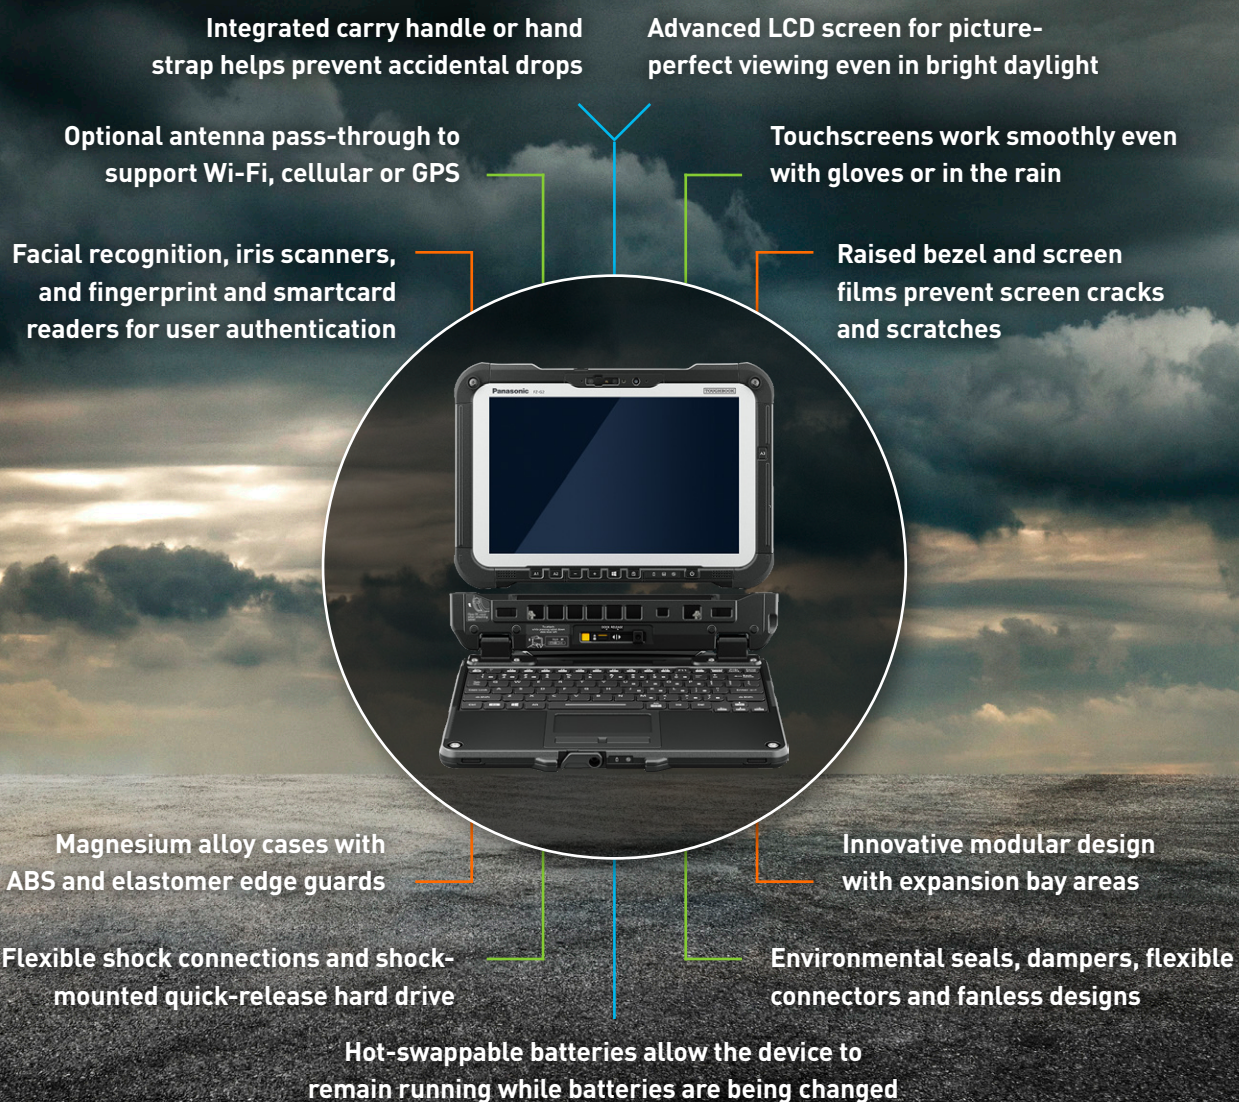 Integrated carry handle or hand
strap helps prevent accidental drops
Advanced LCD screen for picture-
perfect viewing even in bright daylight
Optional antenna pass-through to
support Wi-Fi, cellular or GPS
Touchscreens work smoothly even
with gloves or in the rain
Facial recognition, iris scanners,
and fingerprint and smartcard
readers for user authentication
Raised bezel and screen
films prevent screen cracks
and scratches
Panasonic
TOUGHBOOK
A1 A2 - +
Magnesium alloy cases with
ABS and elastomer edge guards
Innovative modular design
with expansion bay areas
Flexible shock connections and shock-
mounted quick-release hard drive
Environmental seals, dampers, flexible
connectors and fanless designs
Hot-swappable batteries allow the device to
remain running while batteries are being changed